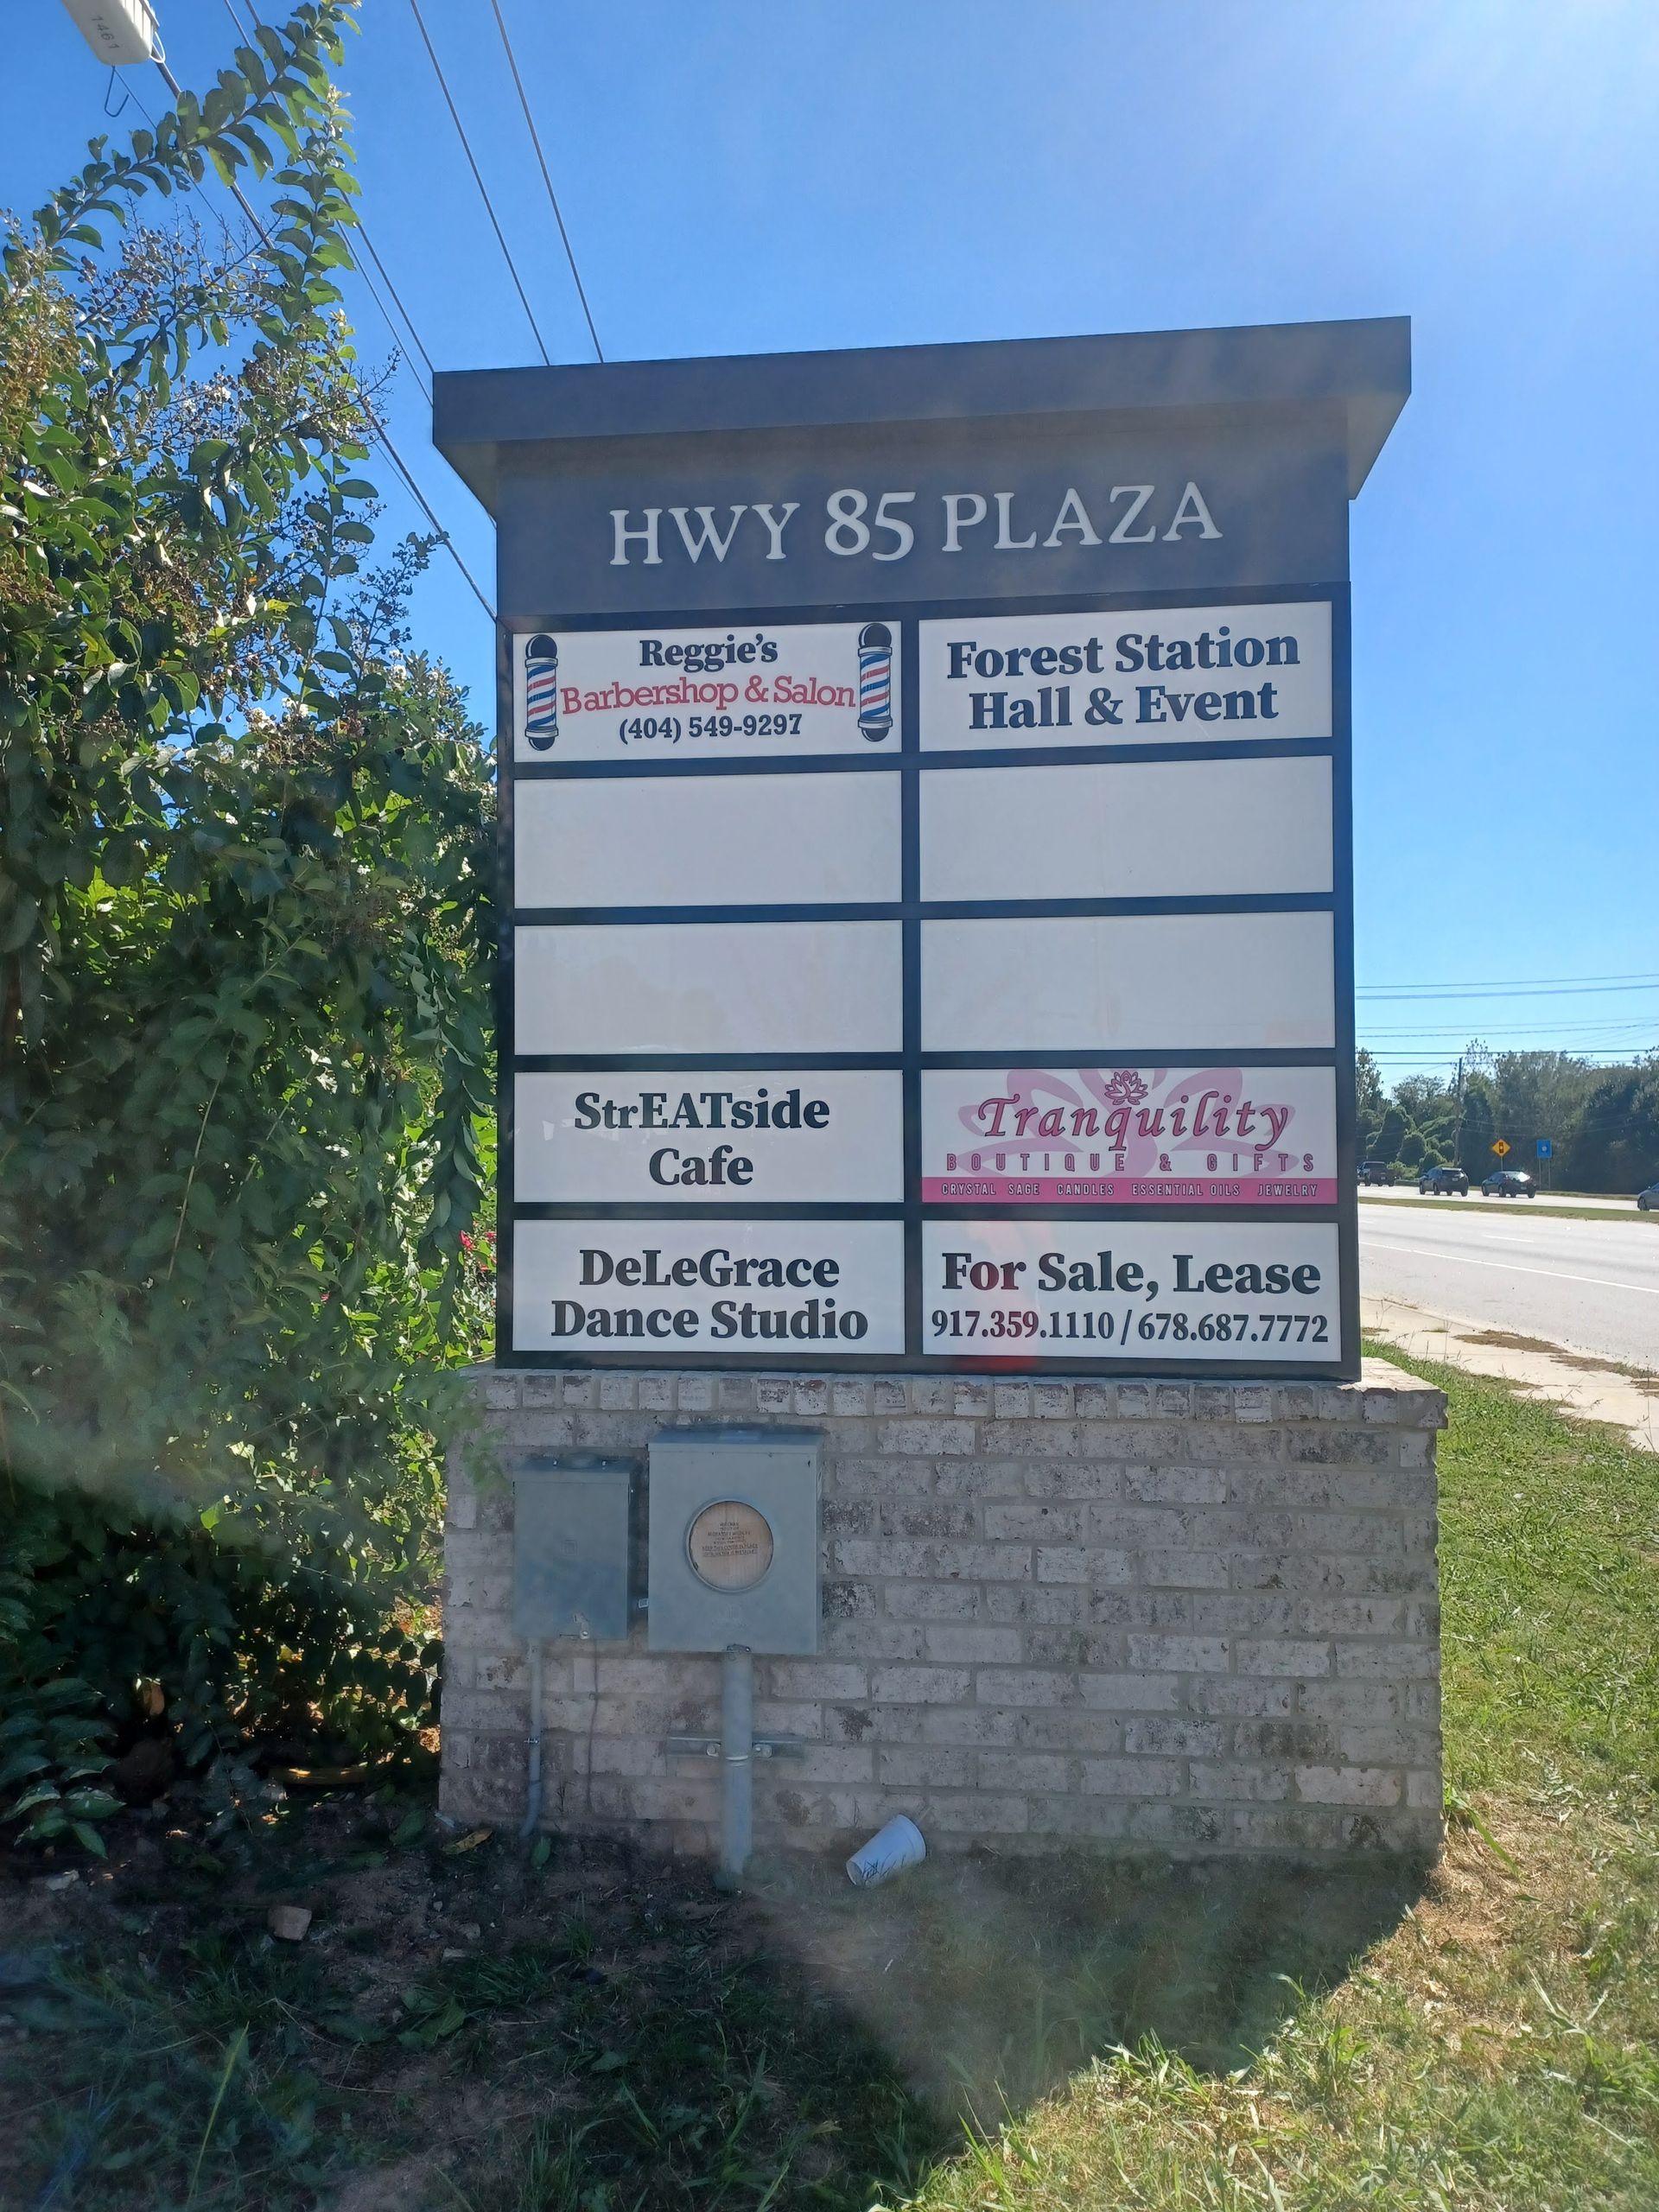 1461
HWY 85 PLAZA
Reggie's
Barbershop & Salon
(404) 549-9297
Forest Station
Hall & Event
StrEATside
Cafe
Tranquility
BOUTIQUE & GIFTS
CRYSTAL SAGE CANDLES ESSENTIAL OILS JEWELRY
DeLeGrace
Dance Studio
For Sale, Lease
917.359.1110 / 678.687.7772